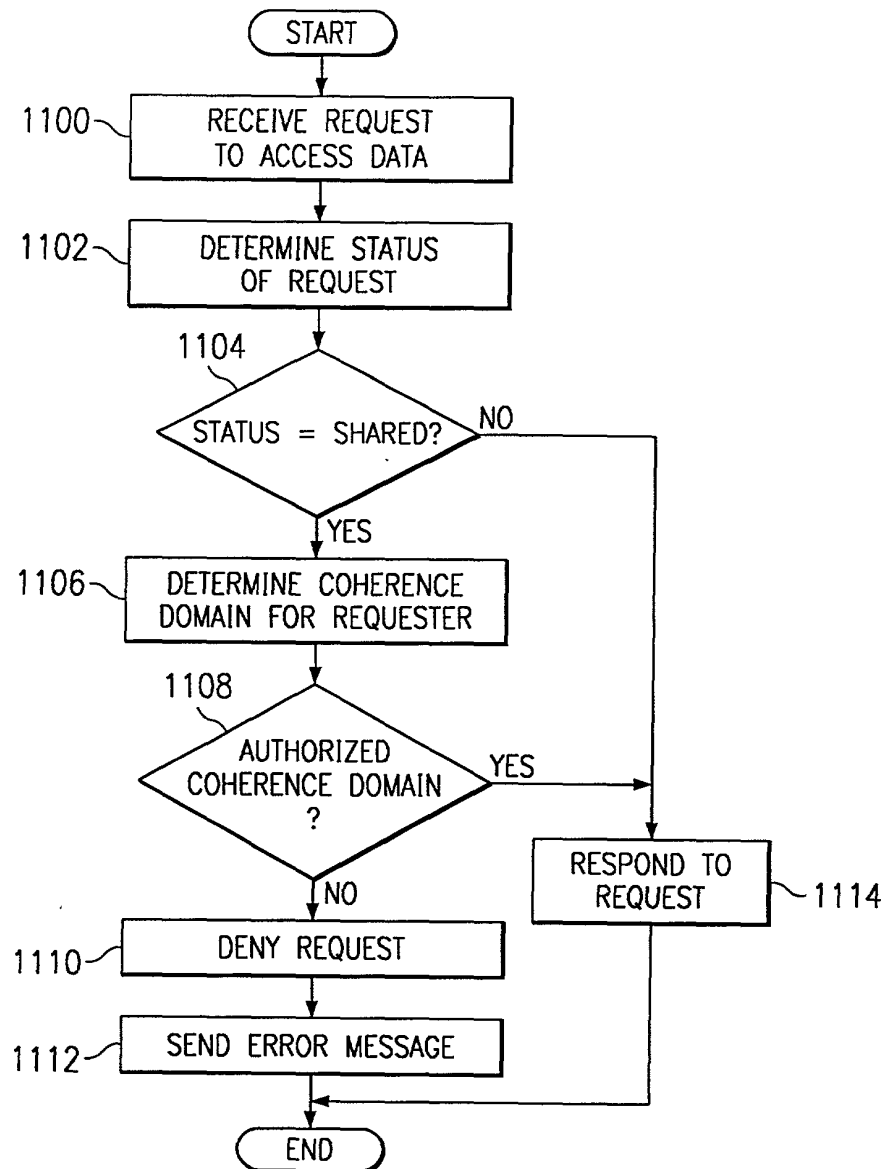 START
1100
RECEIVE REQUEST
TO ACCESS DATA
1102
DETERMINE STATUS
OF REQUEST
1104
STATUS = SHARED?
NO
YES
1106
DETERMINE COHERENCE
DOMAIN FOR REQUESTER
1108
AUTHORIZED
COHERENCE DOMAIN
?
YES
NO
RESPOND TO
REQUEST
1114
1110
DENY REQUEST
1112
SEND ERROR MESSAGE
END